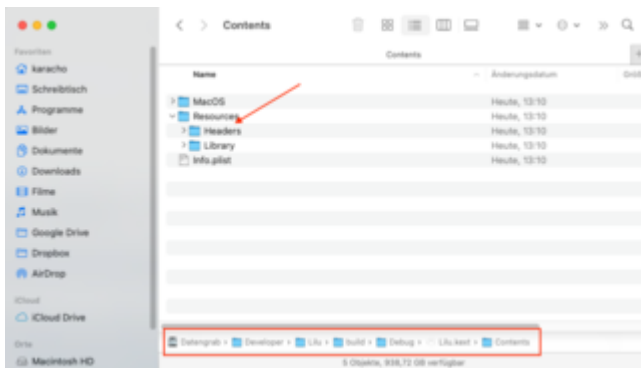 Contents
Favoriten
Contents
karacho
Name
Änderungsdatum
Größ
Schreibtisch
MacOS
Heute, 13:10
Programme
Resources
Heute, 13:10
Bilder
Headers
Heute, 13:10
Dokumente
Library
Heute, 13:10
Downloads
Info.plist
Heute, 13:10
Filme
Musik
Google Drive
Dropbox
AirDrop
iCloud
iCloud Drive
Orte
Datengrab › Developer › Lilu › build › Debug › Lilu.kext › Contents
Macintosh HD
5 Objekte, 938,72 GB verfügbar